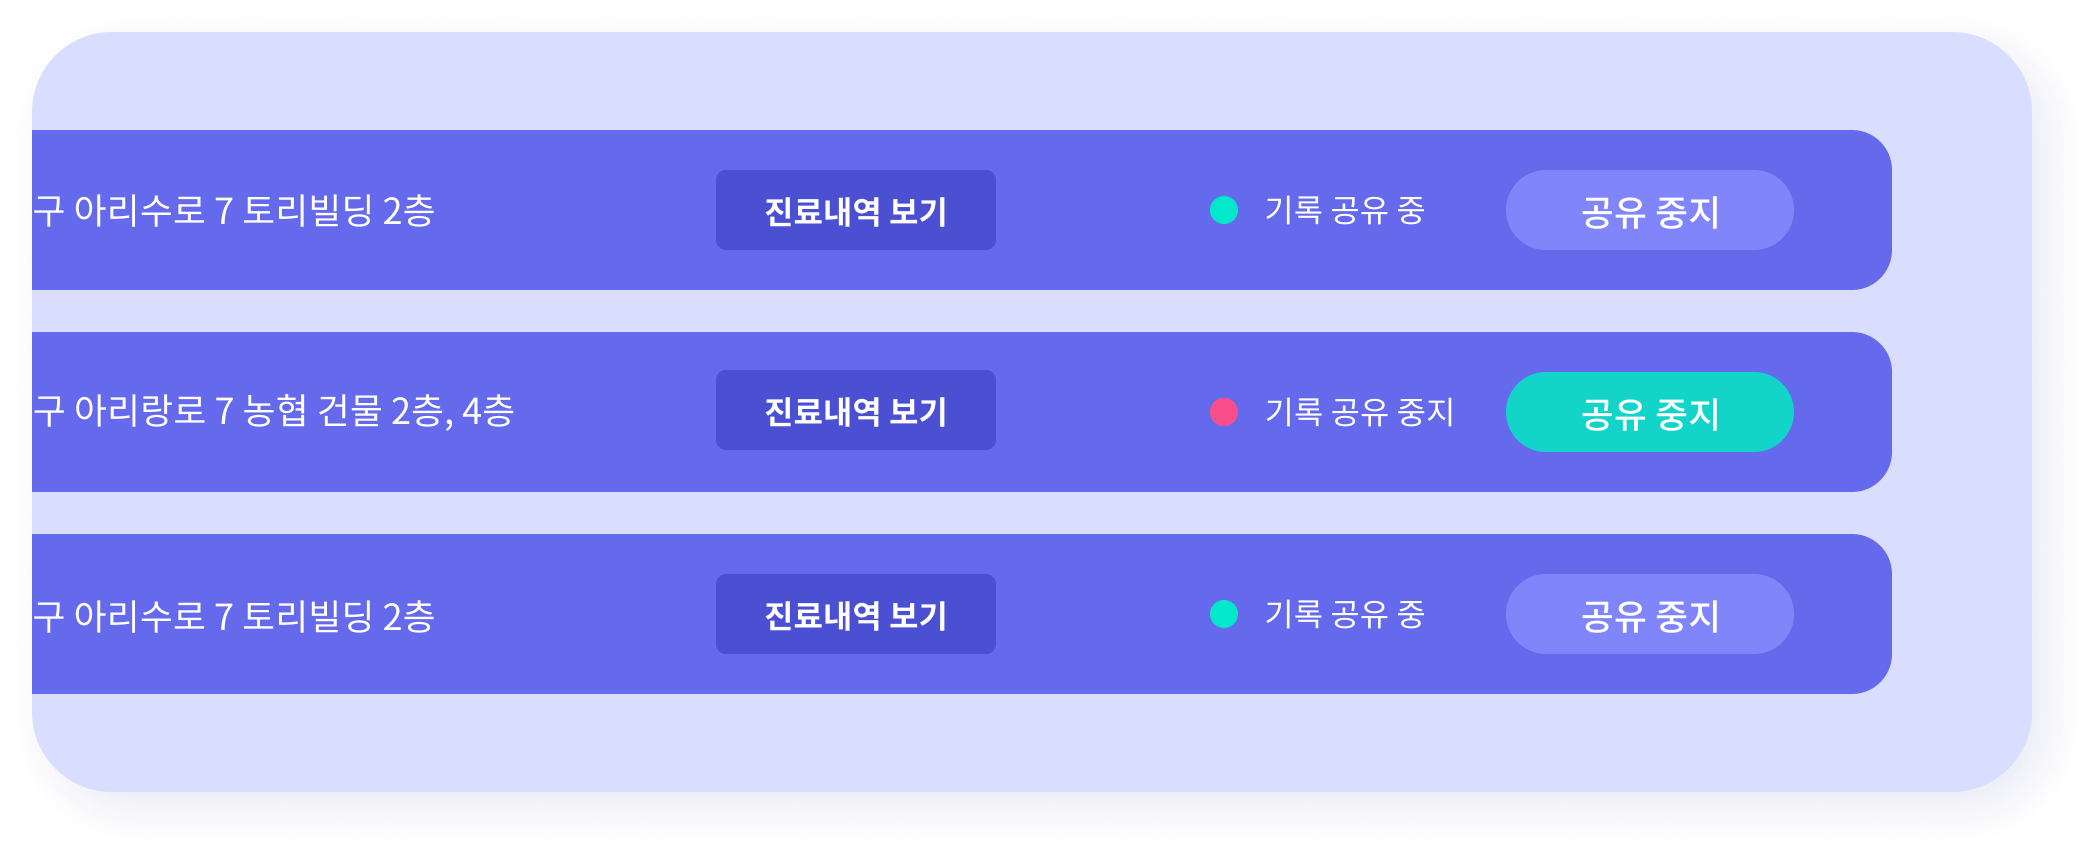 구 아리수로 7 토리빌딩 2층 진료내역 보기 기록 공유 중 공유 중지
구 아리랑로 7 농협 건물 2층, 4층 진료내역 보기 기록 공유 중지 공유 중지
구 아리수로 7 토리빌딩 2층 진료내역 보기 기록 공유 중 공유 중지